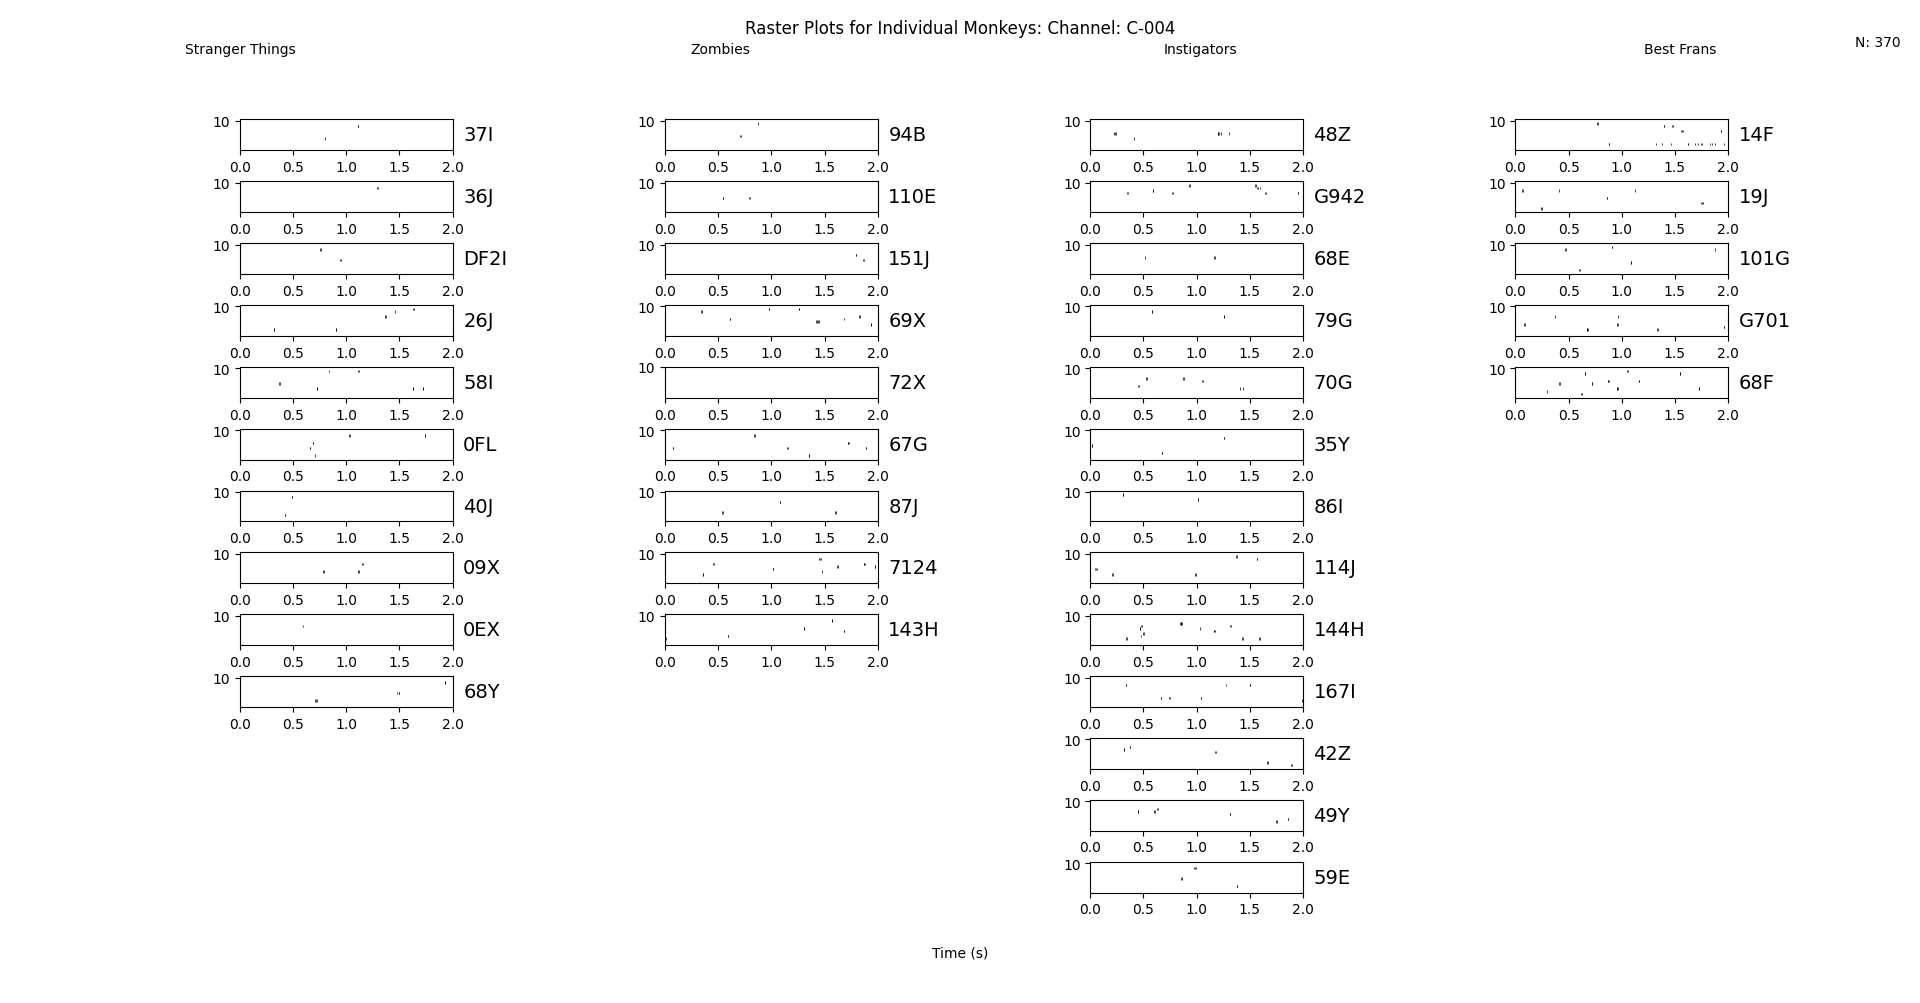 Raster Plots for Individual Monkeys: Channel: C-004
Stranger Things Zombies Instigators Best Frans N: 370
10 37I 10 94B 10 48Z 10 14F
0.0 0.5 1.0 1.5 2.0 0.0 0.5 1.0 1.5 2.0 0.0 0.5 1.0 1.5 2.0 0.0 0.5 1.0 1.5 2.0
10 36J 10 110E 10 G942 10 19J
0.0 0.5 1.0 1.5 2.0 0.0 0.5 1.0 1.5 2.0 0.0 0.5 1.0 1.5 2.0 0.0 0.5 1.0 1.5 2.0
10 DF2I 10 151J 10 68E 10 101G
0.0 0.5 1.0 1.5 2.0 0.0 0.5 1.0 1.5 2.0 0.0 0.5 1.0 1.5 2.0 0.0 0.5 1.0 1.5 2.0
10 26J 10 69X 10 79G 10 G701
0.0 0.5 1.0 1.5 2.0 0.0 0.5 1.0 1.5 2.0 0.0 0.5 1.0 1.5 2.0 0.0 0.5 1.0 1.5 2.0
10 58I 10 72X 10 70G 10 68F
0.0 0.5 1.0 1.5 2.0 0.0 0.5 1.0 1.5 2.0 0.0 0.5 1.0 1.5 2.0 0.0 0.5 1.0 1.5 2.0
10 0FL 10 67G 10 35Y
0.0 0.5 1.0 1.5 2.0 0.0 0.5 1.0 1.5 2.0 0.0 0.5 1.0 1.5 2.0
10 40J 10 87J 10 86I
0.0 0.5 1.0 1.5 2.0 0.0 0.5 1.0 1.5 2.0 0.0 0.5 1.0 1.5 2.0
10 09X 10 7124 10 114J
0.0 0.5 1.0 1.5 2.0 0.0 0.5 1.0 1.5 2.0 0.0 0.5 1.0 1.5 2.0
10 0EX 10 143H 10 144H
0.0 0.5 1.0 1.5 2.0 0.0 0.5 1.0 1.5 2.0 0.0 0.5 1.0 1.5 2.0
10 68Y 10 167I
0.0 0.5 1.0 1.5 2.0 0.0 0.5 1.0 1.5 2.0
10 42Z
0.0 0.5 1.0 1.5 2.0
10 49Y
0.0 0.5 1.0 1.5 2.0
10 59E
0.0 0.5 1.0 1.5 2.0
Time (s)